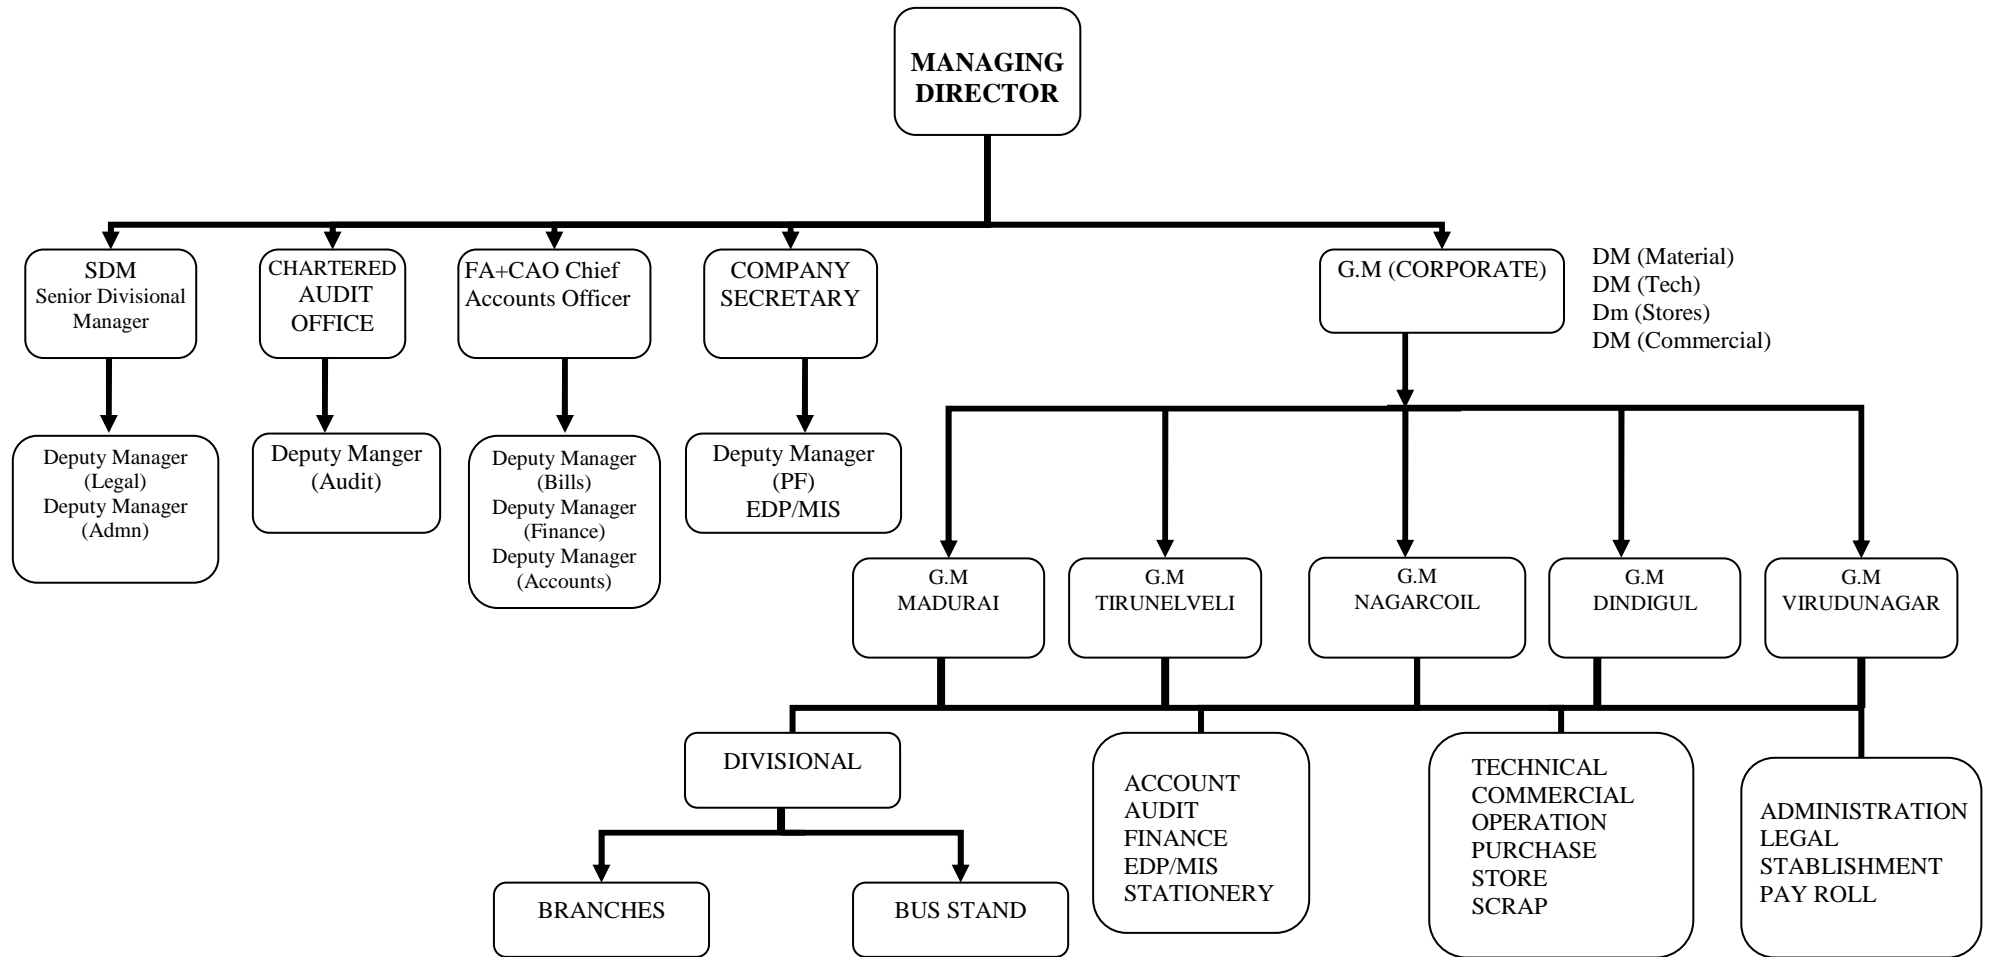 MANAGING
DIRECTOR
SDM
Senior Divisional
Manager
CHARTERED
AUDIT
OFFICE
FA+CAO Chief
Accounts Officer
COMPANY
SECRETARY
G.M (CORPORATE)
DM (Material)
DM (Tech)
Dm (Stores)
DM (Commercial)
Deputy Manager
(Legal)
Deputy Manager
(Admn)
Deputy Manger
(Audit)
Deputy Manager
(Bills)
Deputy Manager
(Finance)
Deputy Manager
(Accounts)
Deputy Manager
(PF)
EDP/MIS
G.M
MADURAI
G.M
TIRUNELVELI
G.M
NAGARCOIL
G.M
DINDIGUL
G.M
VIRUDUNAGAR
DIVISIONAL
ACCOUNT
AUDIT
FINANCE
EDP/MIS
STATIONERY
TECHNICAL
COMMERCIAL
OPERATION
PURCHASE
STORE
SCRAP
ADMINISTRATION
LEGAL
STABLISHMENT
PAY ROLL
BRANCHES
BUS STAND